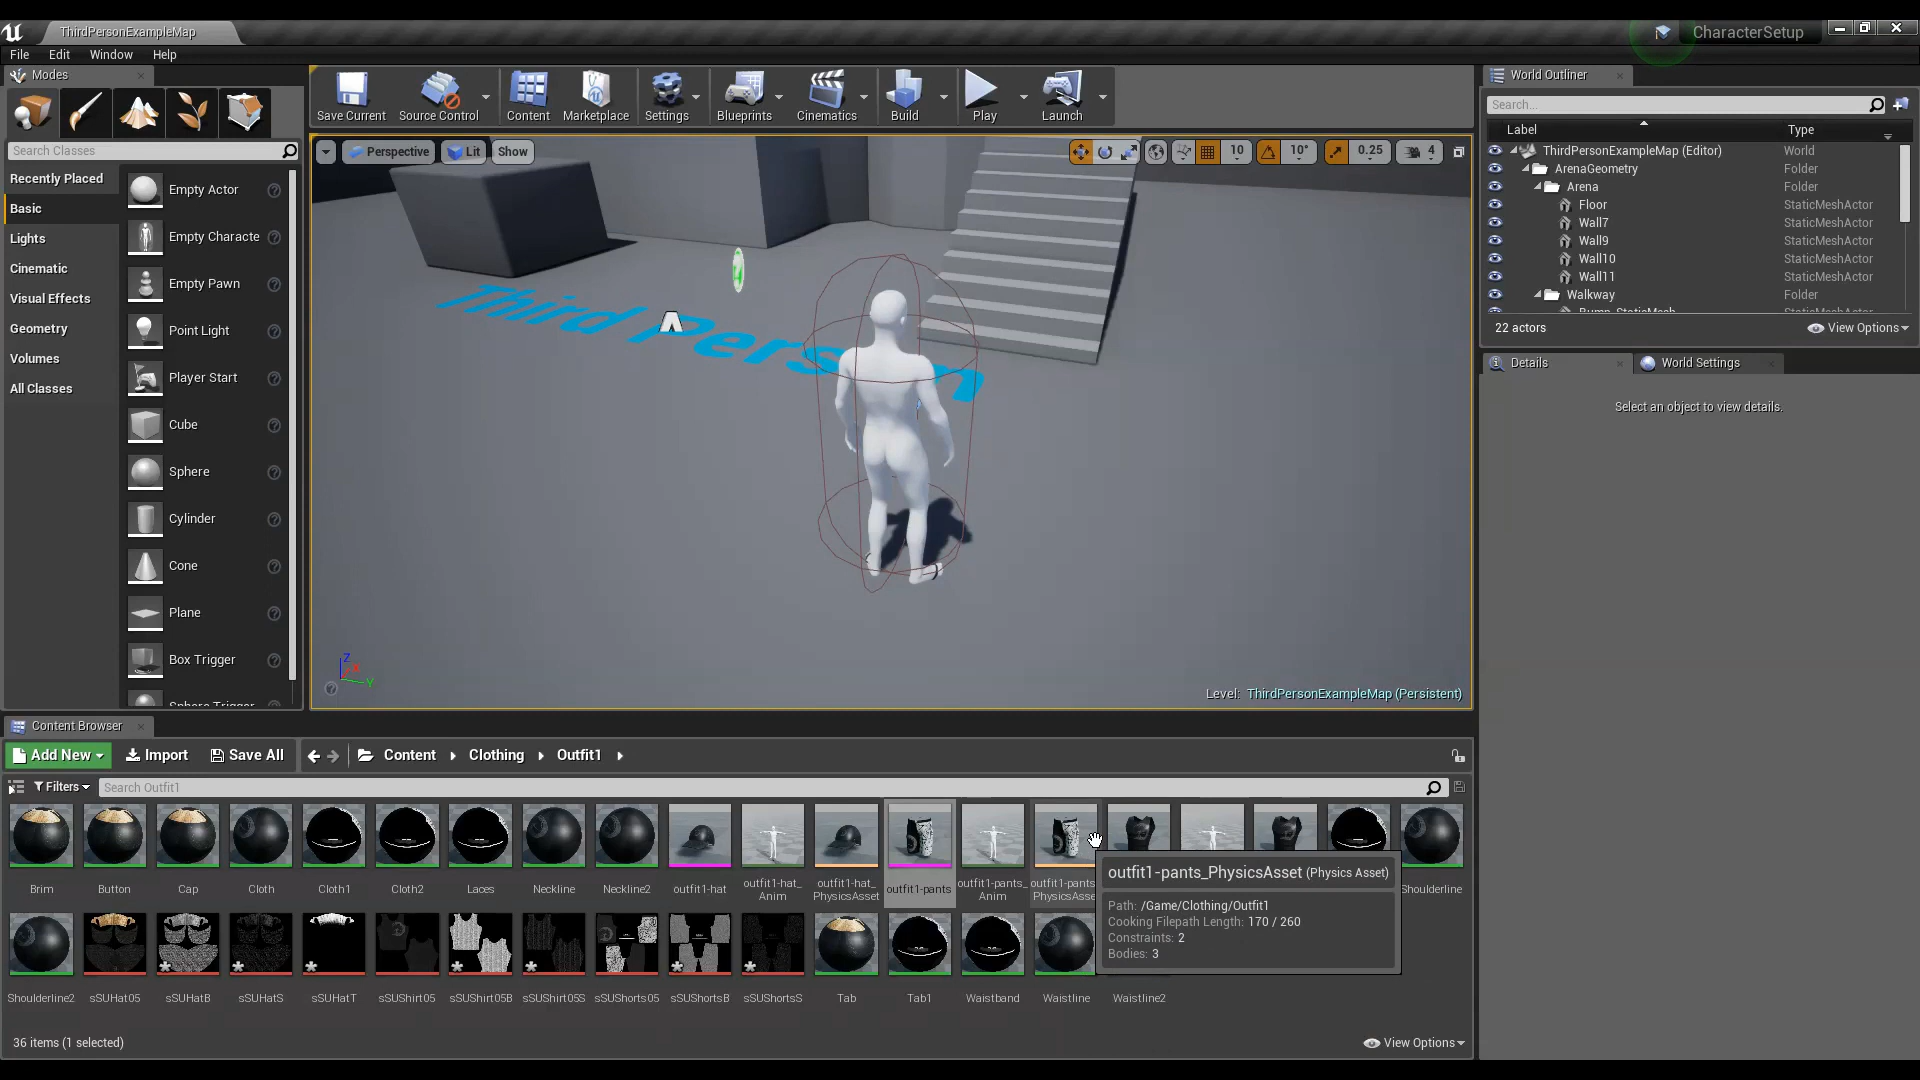 ThirdPersonExampleMap
CharacterSetup
File Edit Window Help
Modes
Search Classes
Recently Placed
Basic
Lights
Cinematic
Visual Effects
Geometry
Volumes
All Classes
Empty Actor
Empty Characte
Empty Pawn
Point Light
Player Start
Cube
Sphere
Cylinder
Cone
Plane
Box Trigger
Sphere Trigger
Save Current Source Control Content Marketplace Settings Blueprints Cinematics Build Play Launch
Perspective Lit Show
10 10° 0.25 4
Third Person
Z X Y
Level: ThirdPersonExampleMap (Persistent)
World Outliner
Search...
Label Type
ThirdPersonExampleMap (Editor) World
ArenaGeometry Folder
Arena Folder
Floor StaticMeshActor
Wall7 StaticMeshActor
Wall9 StaticMeshActor
Wall10 StaticMeshActor
Wall11 StaticMeshActor
Walkway Folder
Bump_StaticMesh StaticMeshActor
22 actors View Options
Details World Settings
Select an object to view details.
Content Browser
Add New Import Save All Content Clothing Outfit1
Filters Search Outfit1
Brim Button Cap Cloth Cloth1 Cloth2 Laces Neckline Neckline2 outfit1-hat outfit1-hat_ outfit1-hat_ outfit1-pants outfit1-pants_ outfit1-pants Shoulderline
Anim PhysicsAsset Anim PhysicsAsse
outfit1-pants_PhysicsAsset (Physics Asset)
Path: /Game/Clothing/Outfit1
Cooking Filepath Length: 170 / 260
Constraints: 2
Bodies: 3
Shoulderline2 sSUHat05 sSUHatB sSUHatS sSUHatT sSUShirt05 sSUShirt05B sSUShirt05S sSUShorts05 sSUShortsB sSUShortsS Tab Tab1 Waistband Waistline Waistline2
36 items (1 selected) View Options